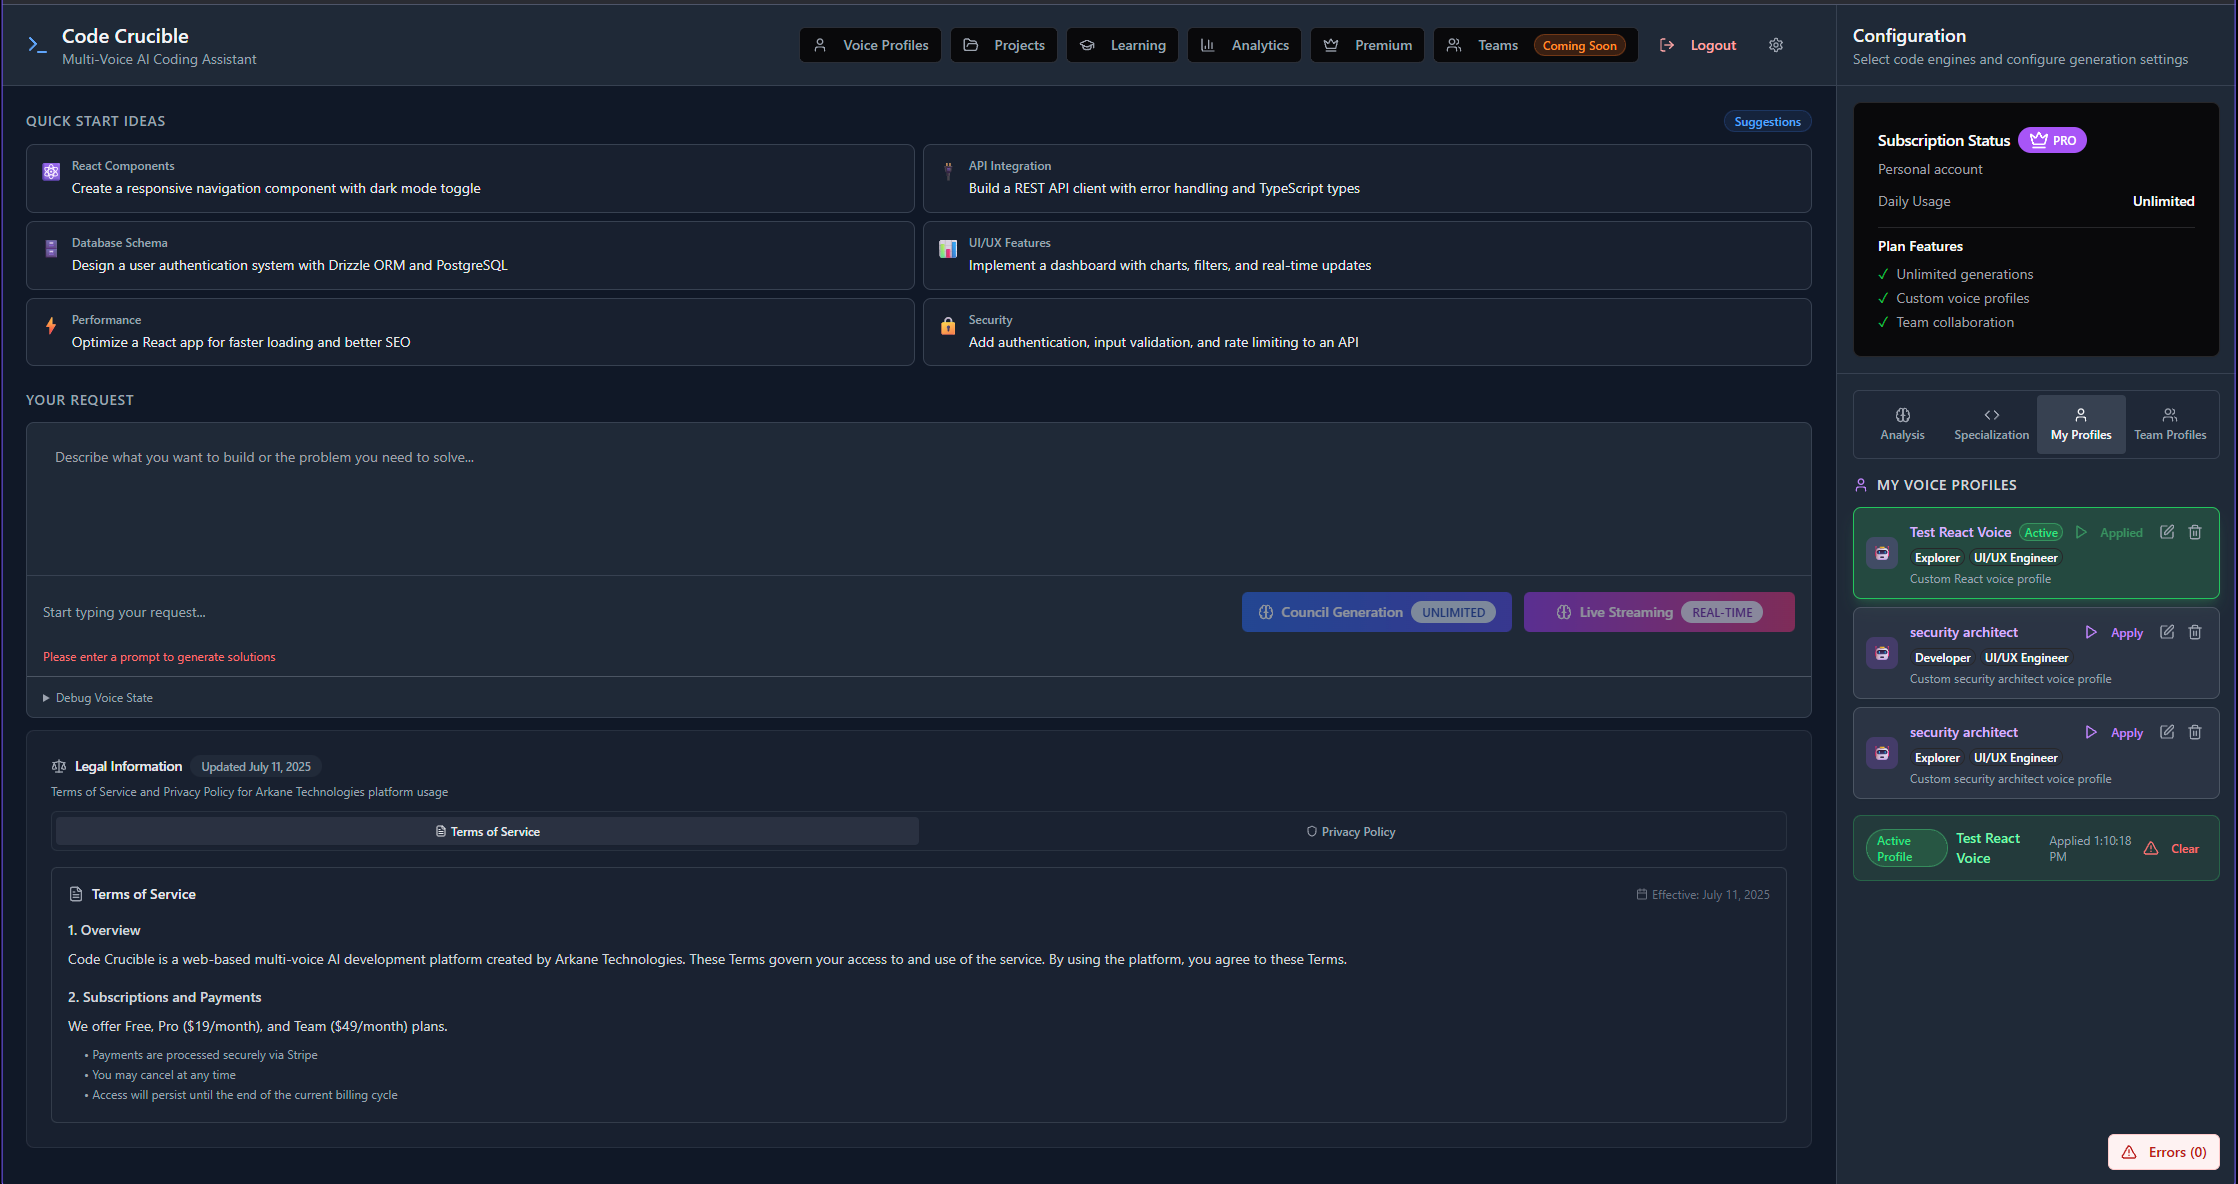 Code Crucible
Multi-Voice AI Coding Assistant
Voice Profiles
Projects
Learning
Analytics
Premium
Teams
Coming Soon
Logout
QUICK START IDEAS
Suggestions
React Components
Create a responsive navigation component with dark mode toggle
API Integration
Build a REST API client with error handling and TypeScript types
Database Schema
Design a user authentication system with Drizzle ORM and PostgreSQL
UI/UX Features
Implement a dashboard with charts, filters, and real-time updates
Performance
Optimize a React app for faster loading and better SEO
Security
Add authentication, input validation, and rate limiting to an API
YOUR REQUEST
Describe what you want to build or the problem you need to solve...
Start typing your request...
Council Generation
UNLIMITED
Live Streaming
REAL-TIME
Please enter a prompt to generate solutions
Debug Voice State
Legal Information
Updated July 11, 2025
Terms of Service and Privacy Policy for Arkane Technologies platform usage
Terms of Service
Privacy Policy
Terms of Service
Effective: July 11, 2025
1. Overview
Code Crucible is a web-based multi-voice AI development platform created by Arkane Technologies. These Terms govern your access to and use of the service. By using the platform, you agree to these Terms.
2. Subscriptions and Payments
We offer Free, Pro ($19/month), and Team ($49/month) plans.
• Payments are processed securely via Stripe
• You may cancel at any time
• Access will persist until the end of the current billing cycle
Configuration
Select code engines and configure generation settings
Subscription Status
PRO
Personal account
Daily Usage
Unlimited
Plan Features
✓ Unlimited generations
✓ Custom voice profiles
✓ Team collaboration
Analysis
Specialization
My Profiles
Team Profiles
MY VOICE PROFILES
Test React Voice
Active
Applied
Explorer
UI/UX Engineer
Custom React voice profile
security architect
Apply
Developer
UI/UX Engineer
Custom security architect voice profile
security architect
Apply
Explorer
UI/UX Engineer
Custom security architect voice profile
Active
Profile
Test React
Voice
Applied 1:10:18
PM
Clear
Errors (0)